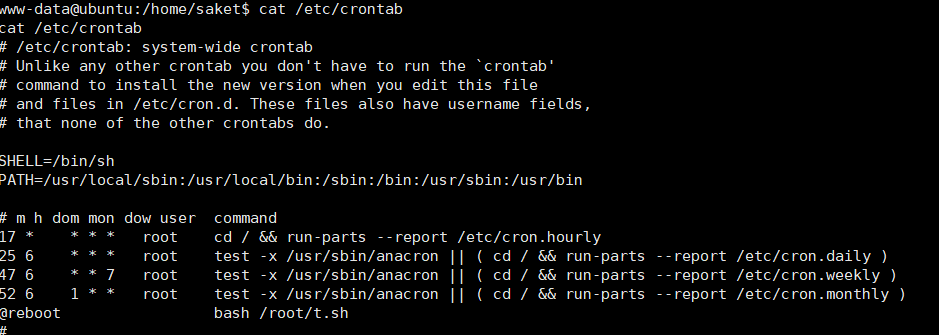 www-data@ubuntu:/home/saket$ cat /etc/crontab
cat /etc/crontab
# /etc/crontab: system-wide crontab
# Unlike any other crontab you don't have to run the `crontab'
# command to install the new version when you edit this file
# and files in /etc/cron.d. These files also have username fields,
# that none of the other crontabs do.

SHELL=/bin/sh
PATH=/usr/local/sbin:/usr/local/bin:/sbin:/bin:/usr/sbin:/usr/bin

# m h dom mon dow user  command
17 *    * * *   root    cd / && run-parts --report /etc/cron.hourly
25 6    * * *   root    test -x /usr/sbin/anacron || ( cd / && run-parts --report /etc/cron.daily )
47 6    * * 7   root    test -x /usr/sbin/anacron || ( cd / && run-parts --report /etc/cron.weekly )
52 6    1 * *   root    test -x /usr/sbin/anacron || ( cd / && run-parts --report /etc/cron.monthly )
@reboot                 bash /root/t.sh
#